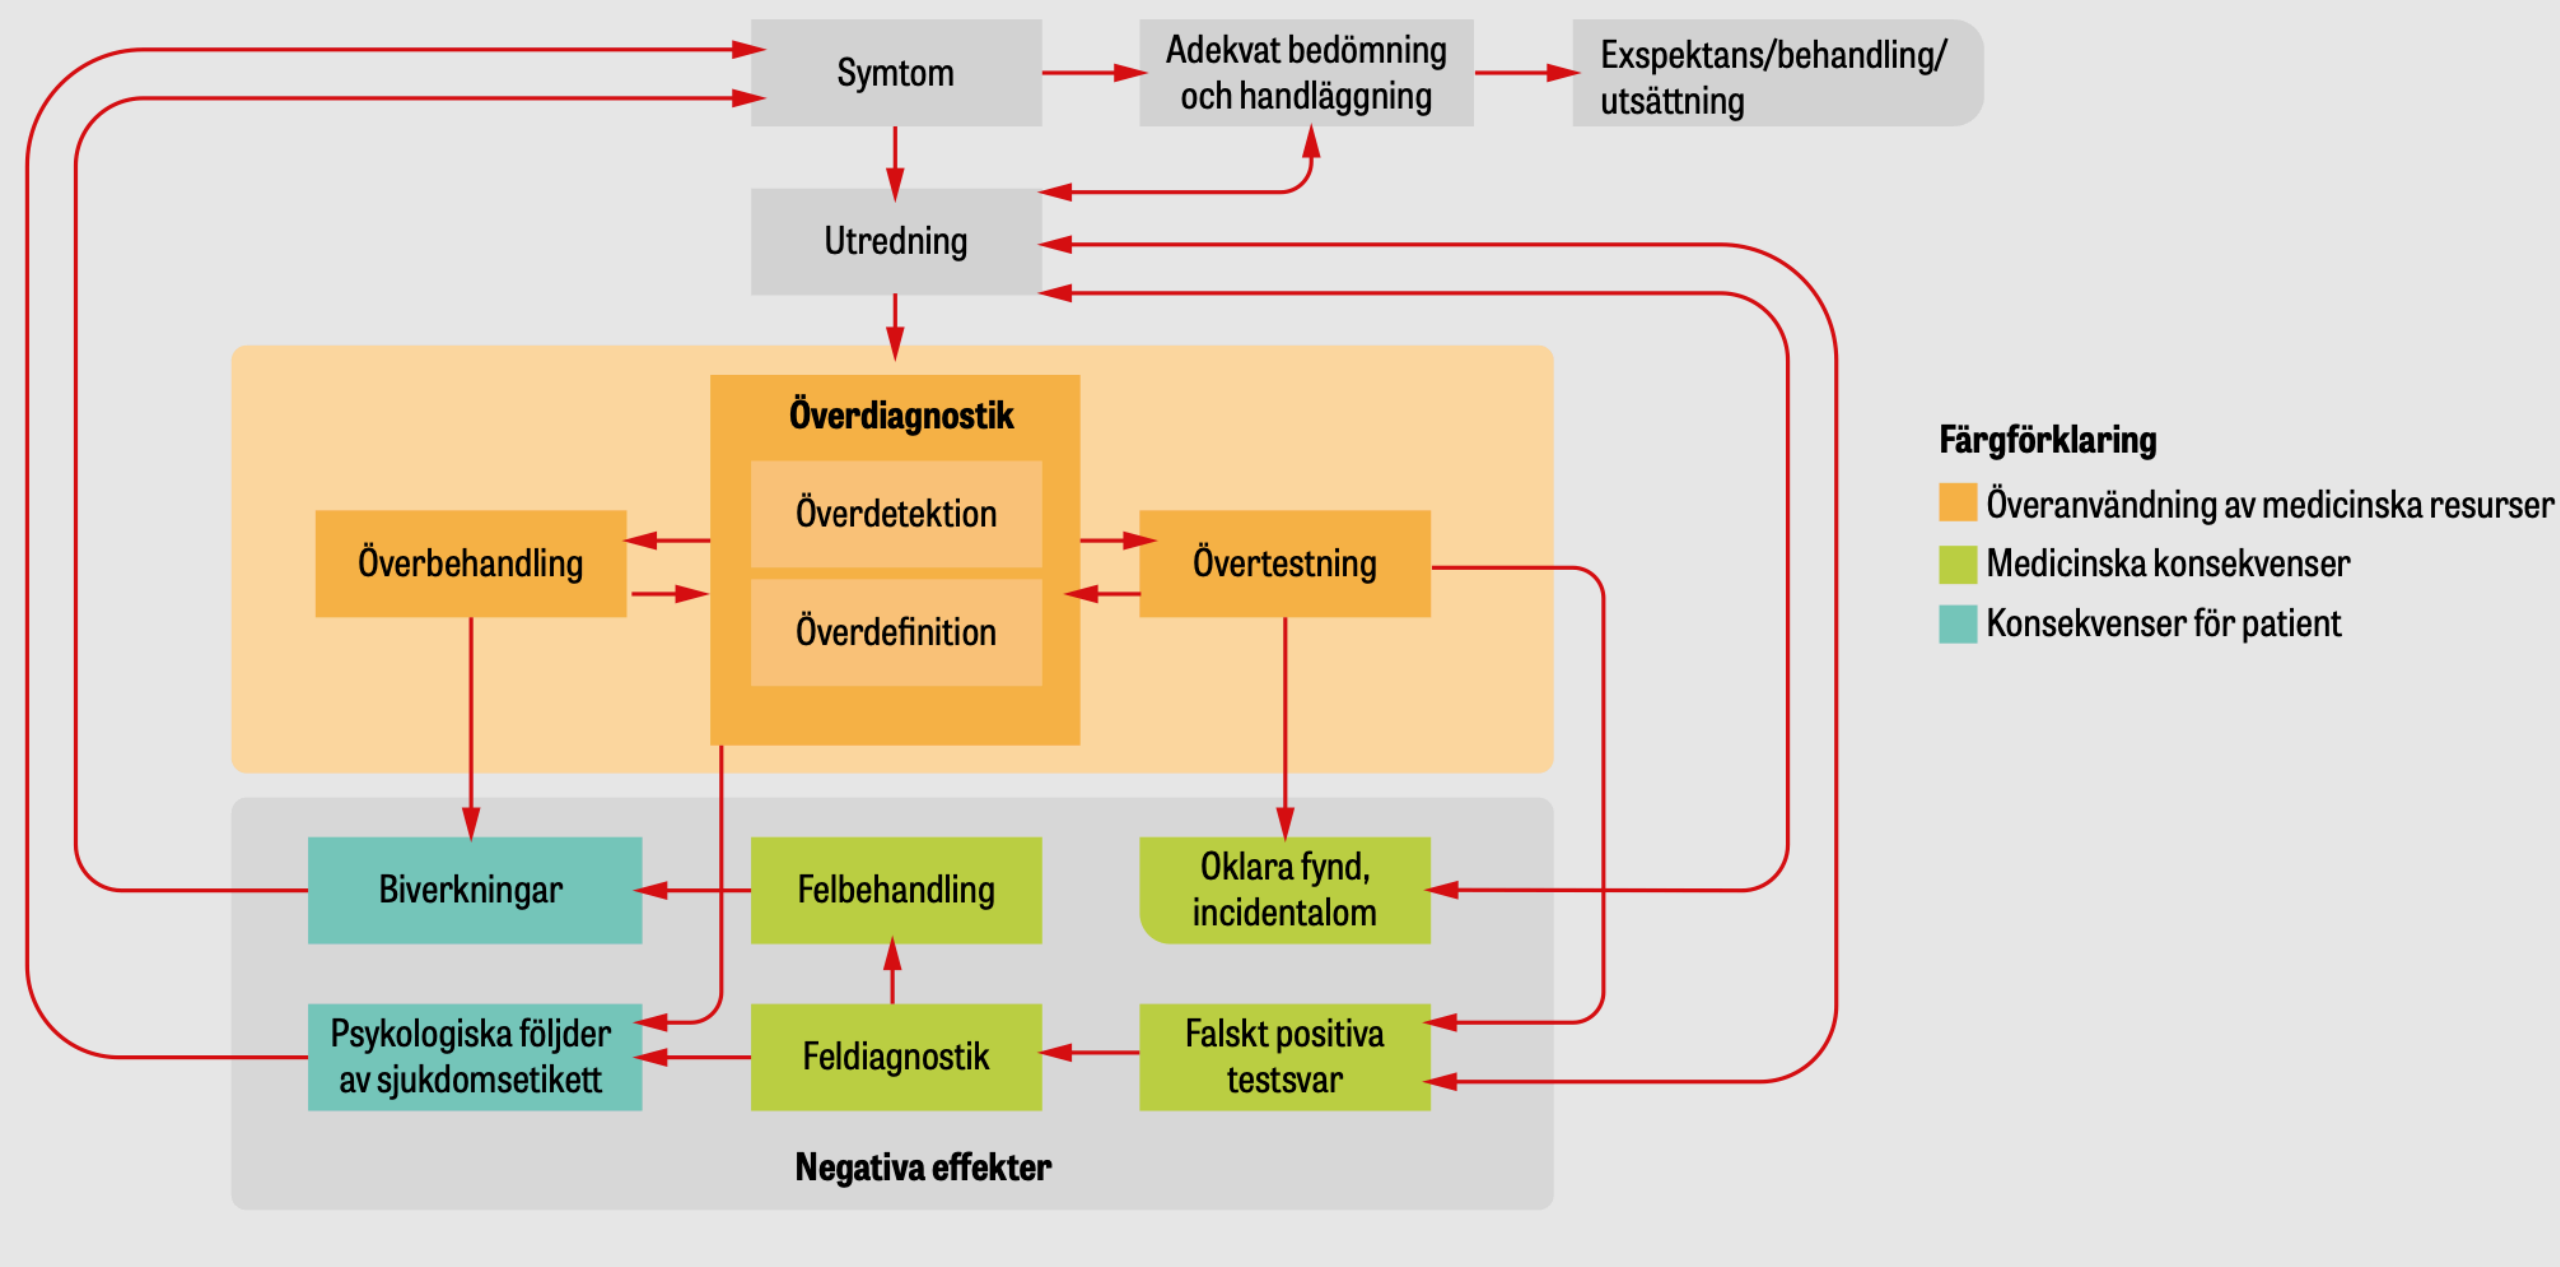 Symtom
Adekvat bedömning
och handläggning
Exspektans/behandling/
utsättning
Utredning
Överdiagnostik
Överdetektion
Överdefinition
Överbehandling
Övertestning
Färgförklaring
Överanvändning av medicinska resurser
Medicinska konsekvenser
Konsekvenser för patient
Biverkningar
Felbehandling
Oklara fynd,
incidentalom
Psykologiska följder
av sjukdomsetikett
Feldiagnostik
Falskt positiva
testsvar
Negativa effekter